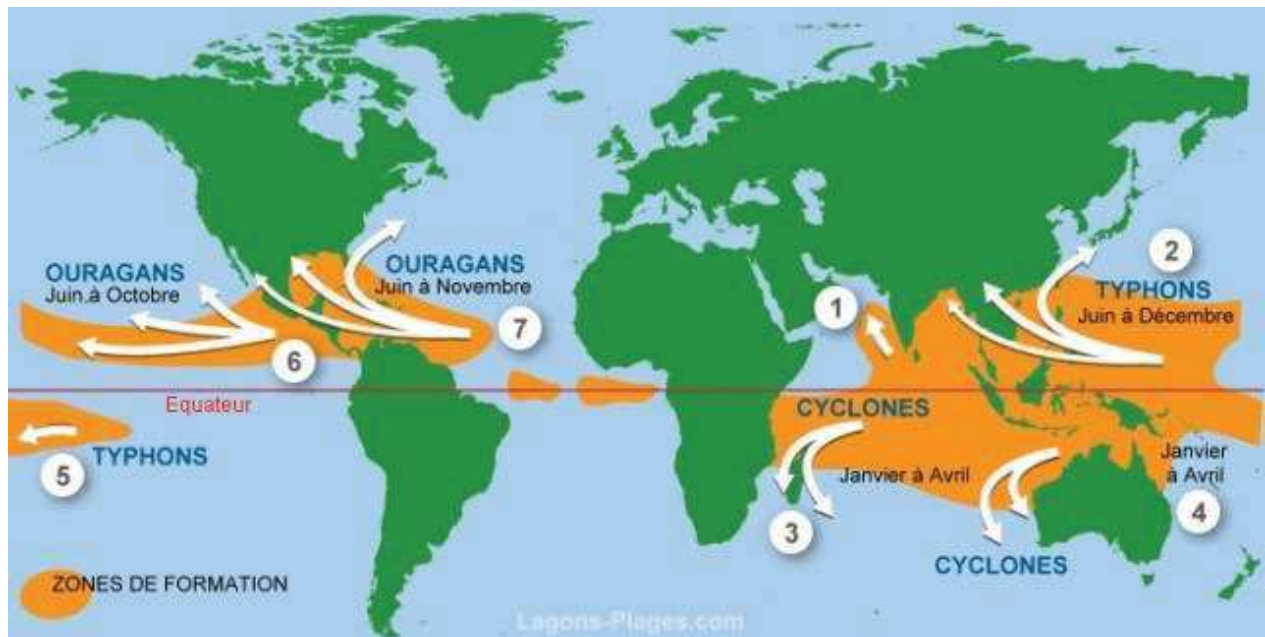 OURAGANS
Juin à Octobre
OURAGANS
Juin à Novembre
7
6
1
2
TYPHONS
Juin à Décembre
Equateur
CYCLONES
TYPHONS
5
Janvier à Avril
3
Janvier
à Avril
4
CYCLONES
ZONES DE FORMATION
Lagons-Plages.com